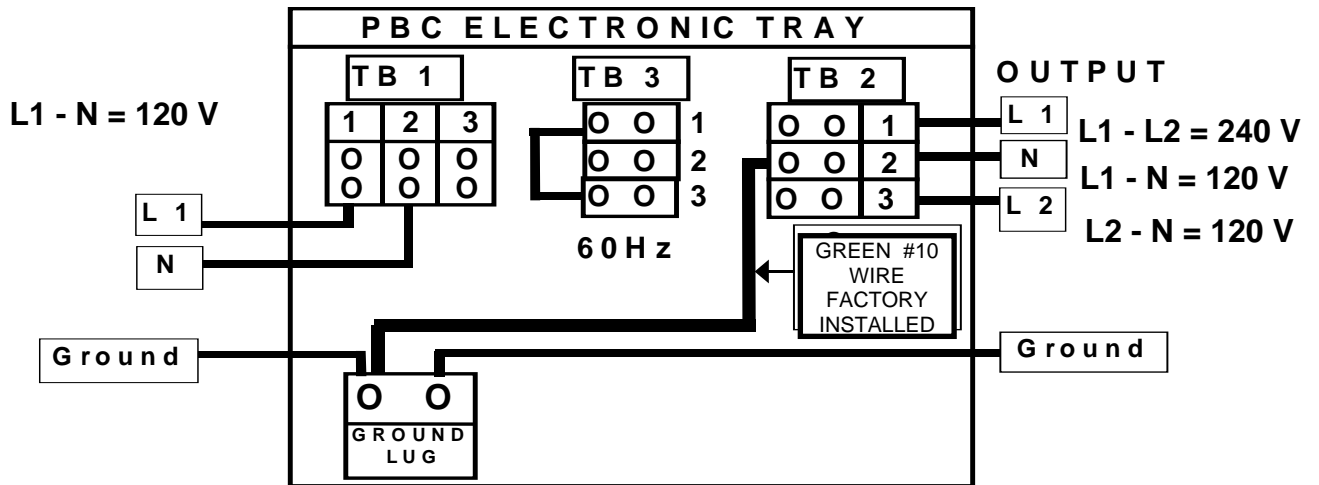 PBC ELECTRONIC TRAY
TB 1
TB 3
TB 2
OUTPUT
L1 - N = 120 V
1 2 3
O O O
O O O
O O 1
O O 2
O O 3
60Hz
O O 1
O O 2
O O 3
L 1
N
L 2
L1 - L2 = 240 V
L1 - N = 120 V
L2 - N = 120 V
L 1
N
GREEN #10
WIRE
FACTORY
INSTALLED
Ground
Ground
O O
GROUND
LUG